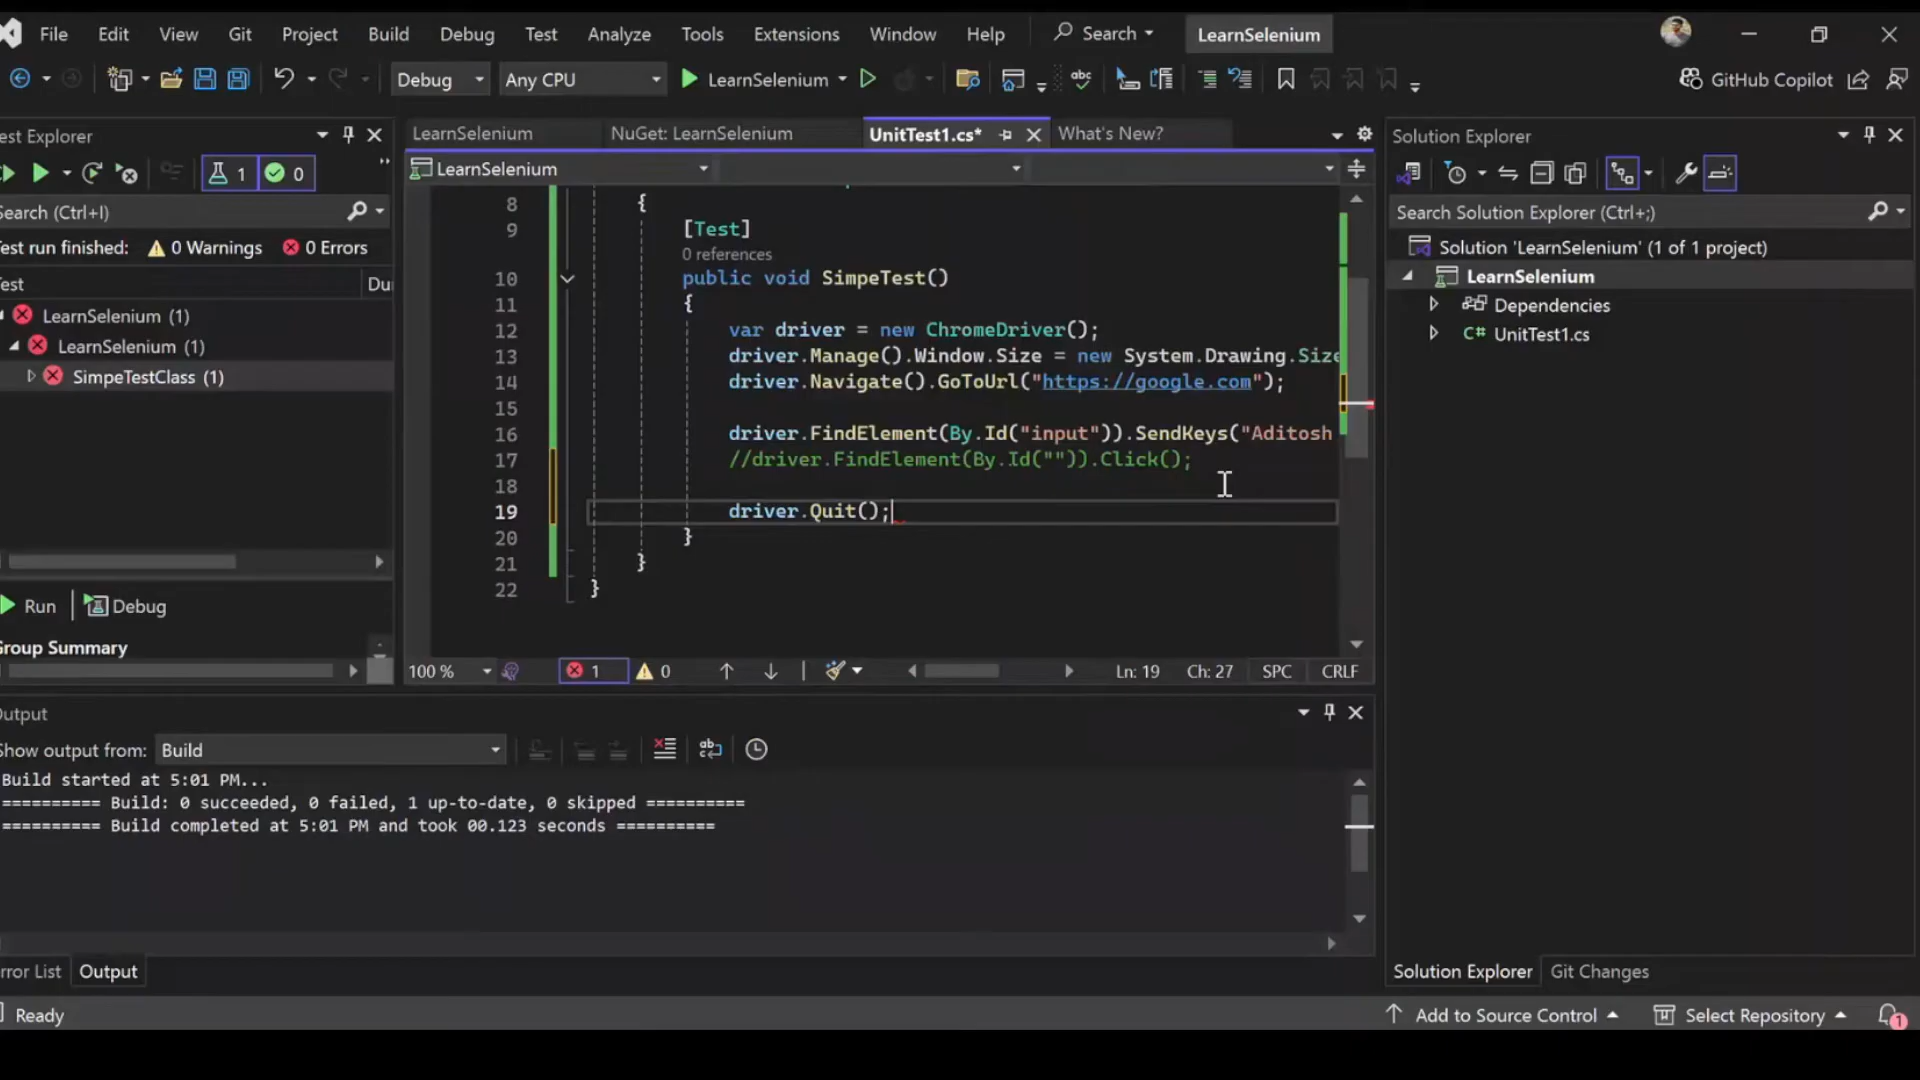 File Edit View Git Project Build Debug Test Analyze Tools Extensions Window Help Search LearnSelenium
Debug Any CPU LearnSelenium GitHub Copilot
est Explorer
1 0
Search (Ctrl+I)
Test run finished: 0 Warnings 0 Errors
est Du
LearnSelenium (1)
LearnSelenium (1)
SimpeTestClass (1)
Run Debug
Group Summary
LearnSelenium NuGet: LearnSelenium UnitTest1.cs* What's New?
LearnSelenium
8 {
9 [Test]
0 references
10 public void SimpeTest()
11 {
12 var driver = new ChromeDriver();
13 driver.Manage().Window.Size = new System.Drawing.Size
14 driver.Navigate().GoToUrl("https://google.com");
15
16 driver.FindElement(By.Id("input")).SendKeys("Aditosh
17 //driver.FindElement(By.Id("")).Click();
18
19 driver.Quit();
20 }
21 }
22 }
100 % 1 0 Ln: 19 Ch: 27 SPC CRLF
Solution Explorer
Search Solution Explorer (Ctrl+;)
Solution 'LearnSelenium' (1 of 1 project)
LearnSelenium
Dependencies
C# UnitTest1.cs
Output
Show output from: Build
Build started at 5:01 PM...
========== Build: 0 succeeded, 0 failed, 1 up-to-date, 0 skipped ==========
========== Build completed at 5:01 PM and took 00.123 seconds ==========
rror List Output
Solution Explorer Git Changes
Ready Add to Source Control Select Repository 1